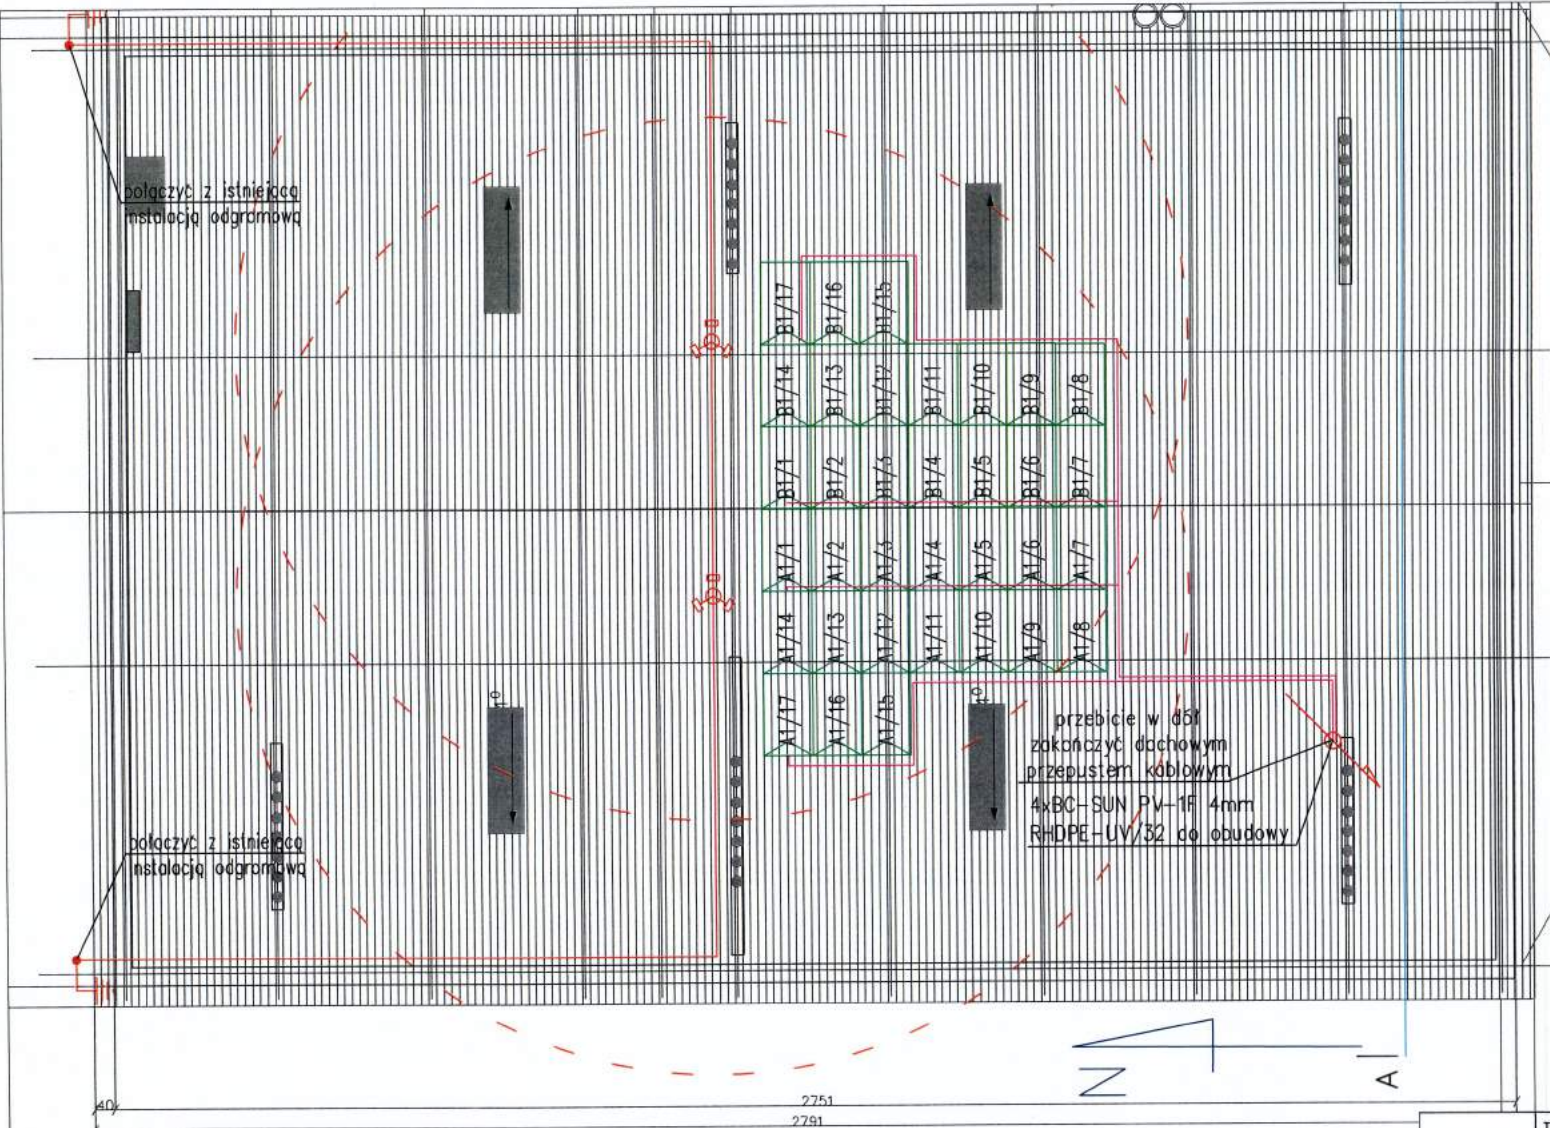 połączyć z istniejącą
instalacją odgromową
B1/17
B1/16
B1/15
B1/14
B1/13
B1/12
B1/11
B1/10
B1/9
B1/8
B1/1
B1/2
B1/3
B1/4
B1/5
B1/6
B1/7
A1/1
A1/2
A1/3
A1/4
A1/5
A1/6
A1/7
A1/14
A1/13
A1/12
A1/11
A1/10
A1/9
A1/8
A1/17
A1/16
A1/15
1°
1°
przebicie w dół
zakończyć dachowym
przepustem kablowym
4xBC-SUN PV-1F 4mm
RHDPE-UV/32 do obudowy
połączyć z istniejącą
instalacją odgromową
N
A
40
2751
2791